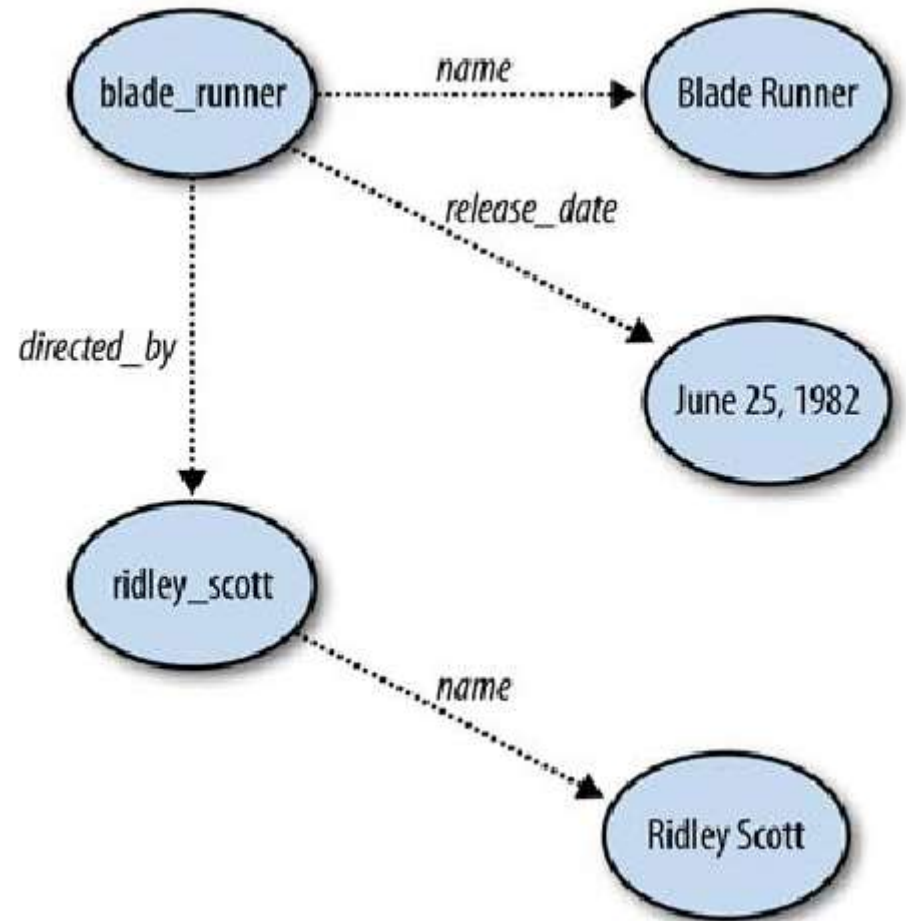 blade_runner
name
Blade Runner
release_date
directed_by
June 25, 1982
ridley_scott
name
Ridley Scott